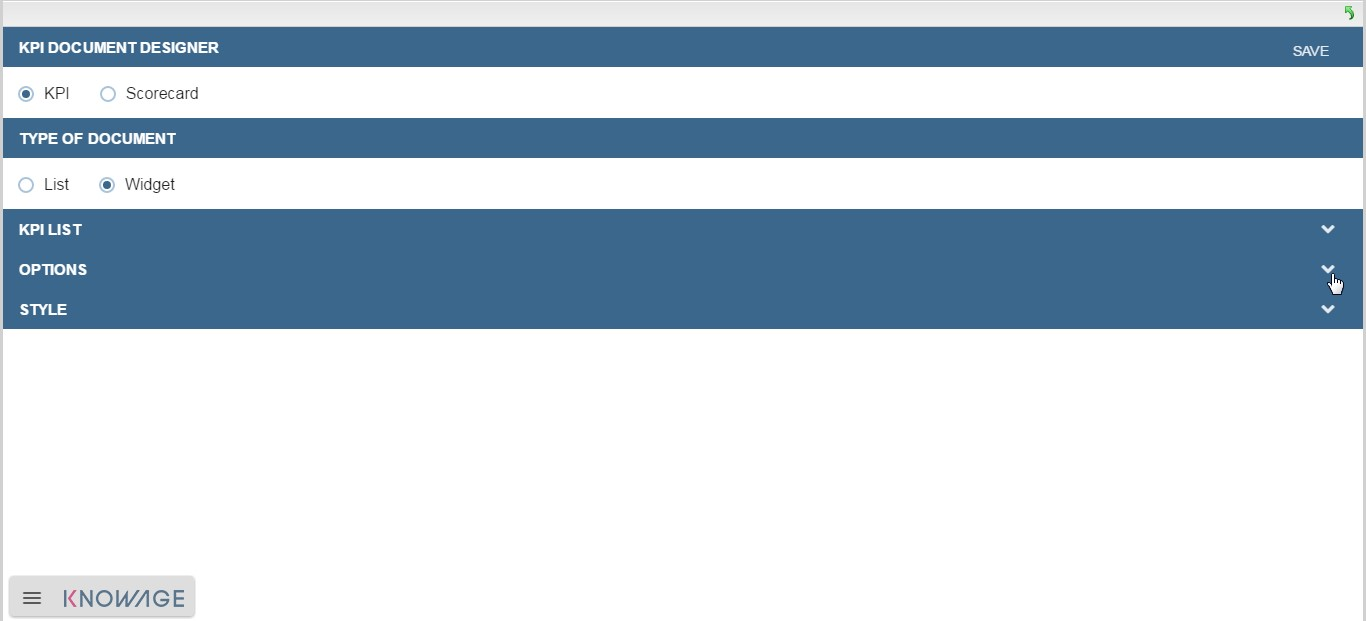 KPI DOCUMENT DESIGNER SAVE
KPI Scorecard
TYPE OF DOCUMENT
List Widget
KPI LIST
OPTIONS
STYLE
KNOWAGE